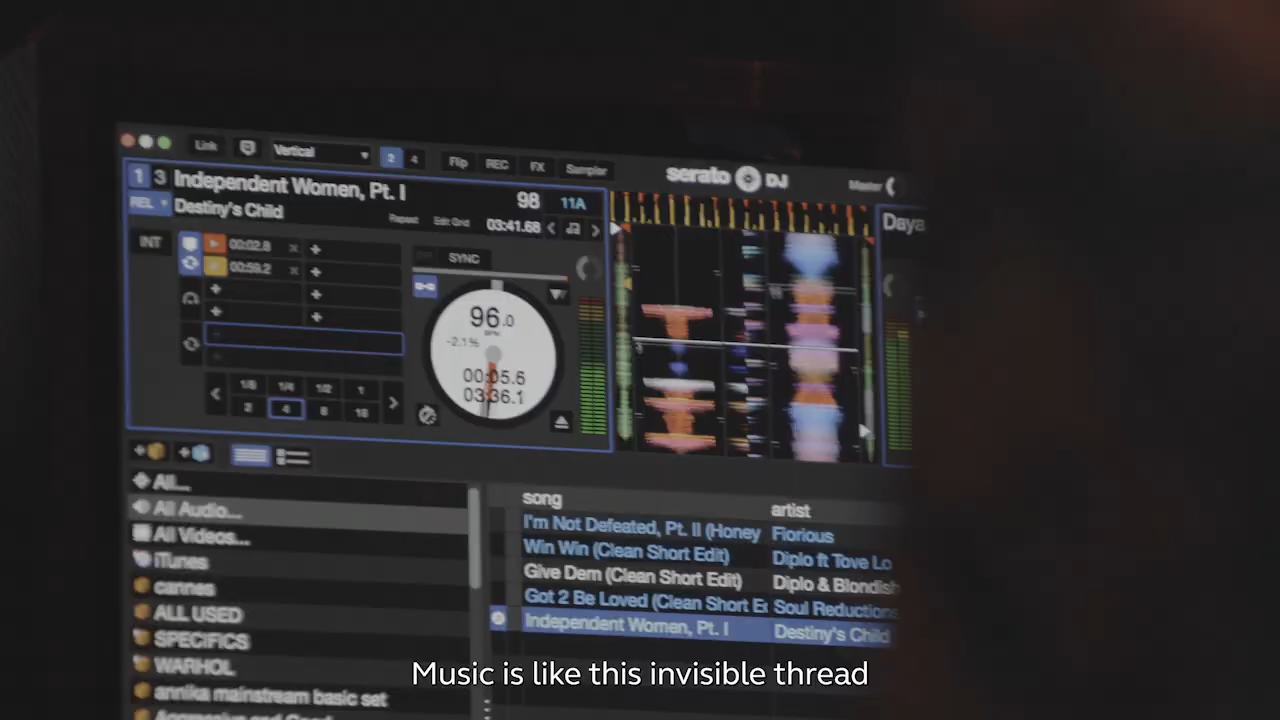 Link Vertical 2 4 Flip REC FX Sampler serato DJ Master
1 3 Independent Women, Pt. I 98 11A
REL Destiny's Child Repeat Edit Grid 03:41.68
Daya
INT 00:02.8 SYNC
00:59.2
96.0
BPM
-2.1%
00:05.6
03:36.1
1/8 1/4 1/2 1
2 4 8 16
All...
All Audio...
All Videos...
iTunes
cannes
ALL USED
SPECIFICS
WARHOL
annika mainstream basic set
song artist
I'm Not Defeated, Pt. II (Honey Fiorious
Win Win (Clean Short Edit) Diplo ft Tove Lo
Give Dem (Clean Short Edit) Diplo & Blondish
Got 2 Be Loved (Clean Short Ed Soul Reductions
Independent Women, Pt. I Destiny's Child
Music is like this invisible thread